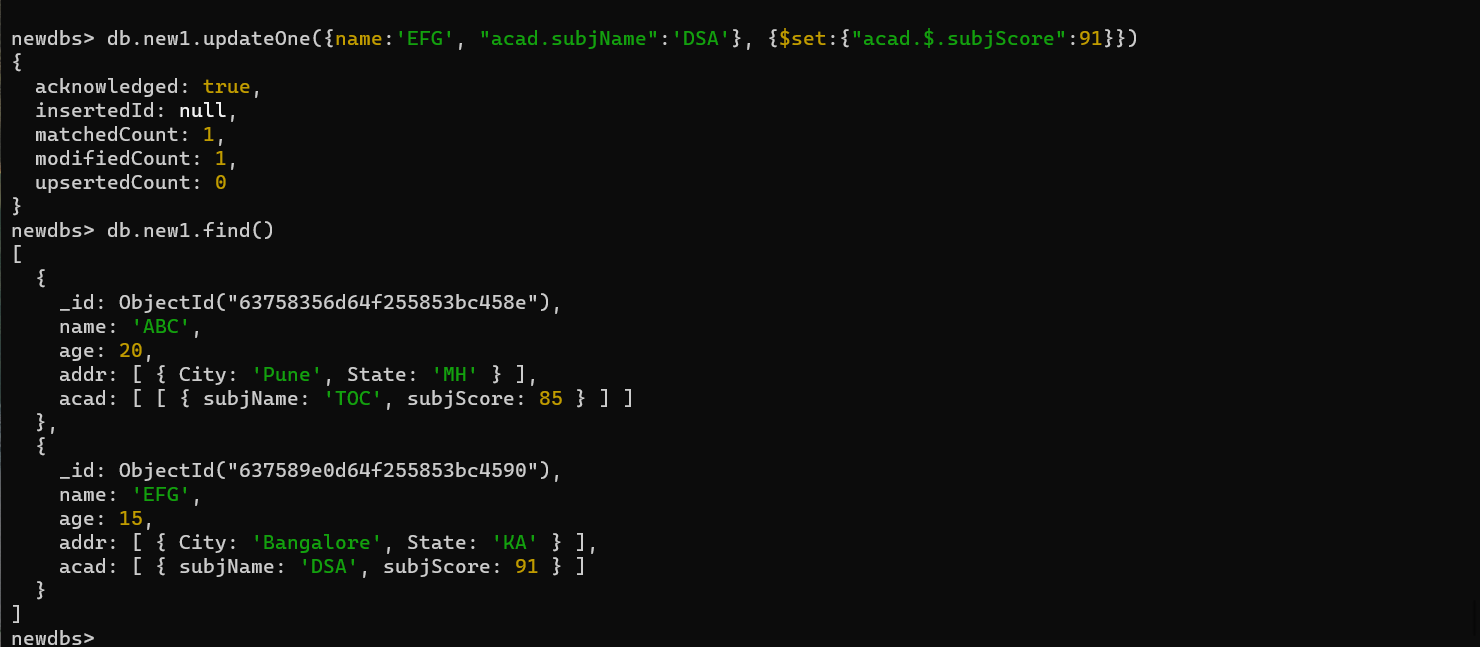 newdbs> db.new1.updateOne({name:'EFG', "acad.subjName":'DSA'}, {$set:{"acad.$.subjScore":91}})
{
  acknowledged: true,
  insertedId: null,
  matchedCount: 1,
  modifiedCount: 1,
  upsertedCount: 0
}
newdbs> db.new1.find()
[
  {
    _id: ObjectId("63758356d64f255853bc458e"),
    name: 'ABC',
    age: 20,
    addr: [ { City: 'Pune', State: 'MH' } ],
    acad: [ [ { subjName: 'TOC', subjScore: 85 } ] ]
  },
  {
    _id: ObjectId("637589e0d64f255853bc4590"),
    name: 'EFG',
    age: 15,
    addr: [ { City: 'Bangalore', State: 'KA' } ],
    acad: [ { subjName: 'DSA', subjScore: 91 } ]
  }
]
newdbs>